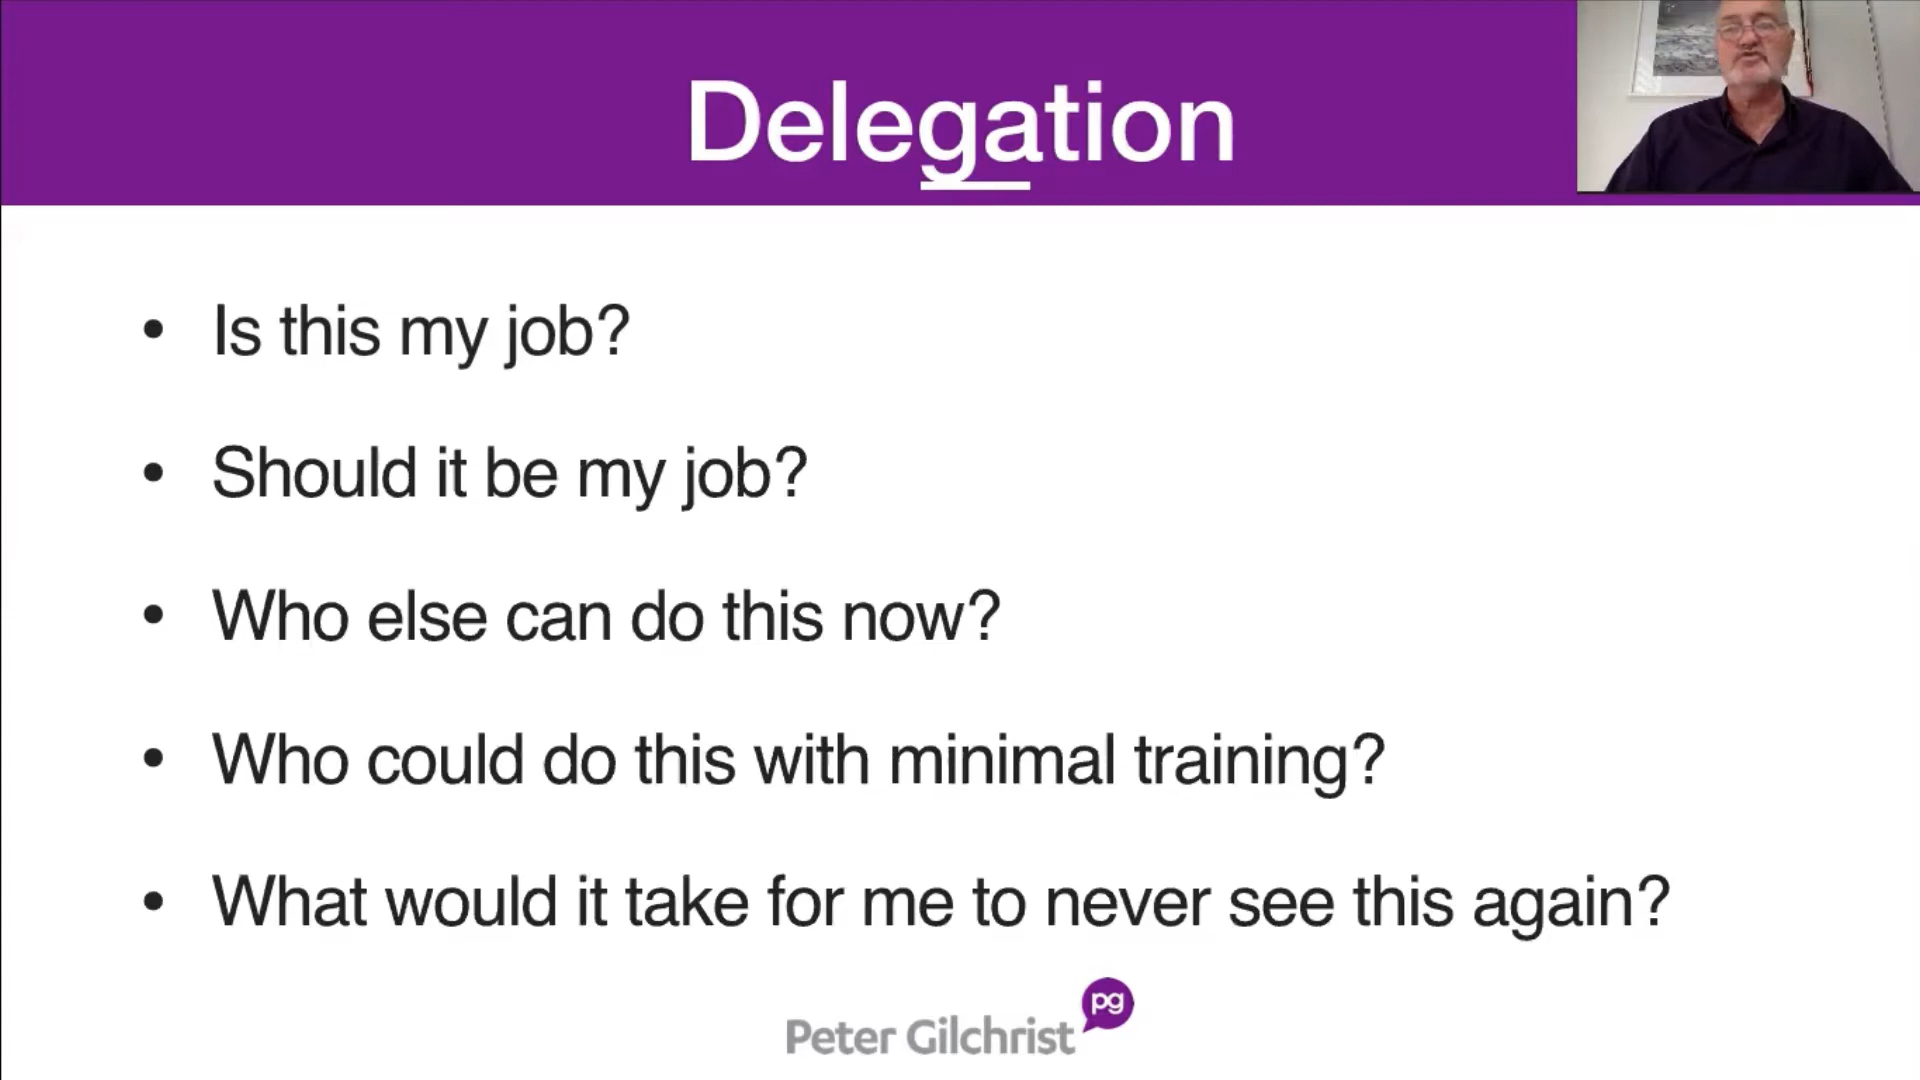 Delegation
• Is this my job?
• Should it be my job?
• Who else can do this now?
• Who could do this with minimal training?
• What would it take for me to never see this again?
pg
Peter Gilchrist